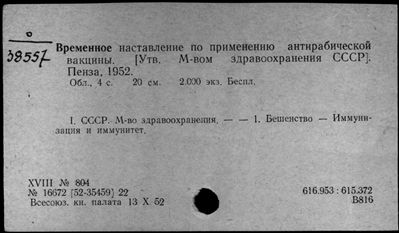 0
38557
Временное наставление по применению антирабической
вакцины. [Утв. М-вом здравоохранения СССР].
Пенза, 1952.
Обл., 4 с. 20 см. 2.000 экз. Беспл.
I. СССР. М-во здравоохранения. — — 1. Бешенство — Иммуни-
зация и иммунитет.
XVIII № 804
№ 16672 [52-35459] 22
Всесоюз. кн. палата 13 X 52
616.953 : 615.372
В816